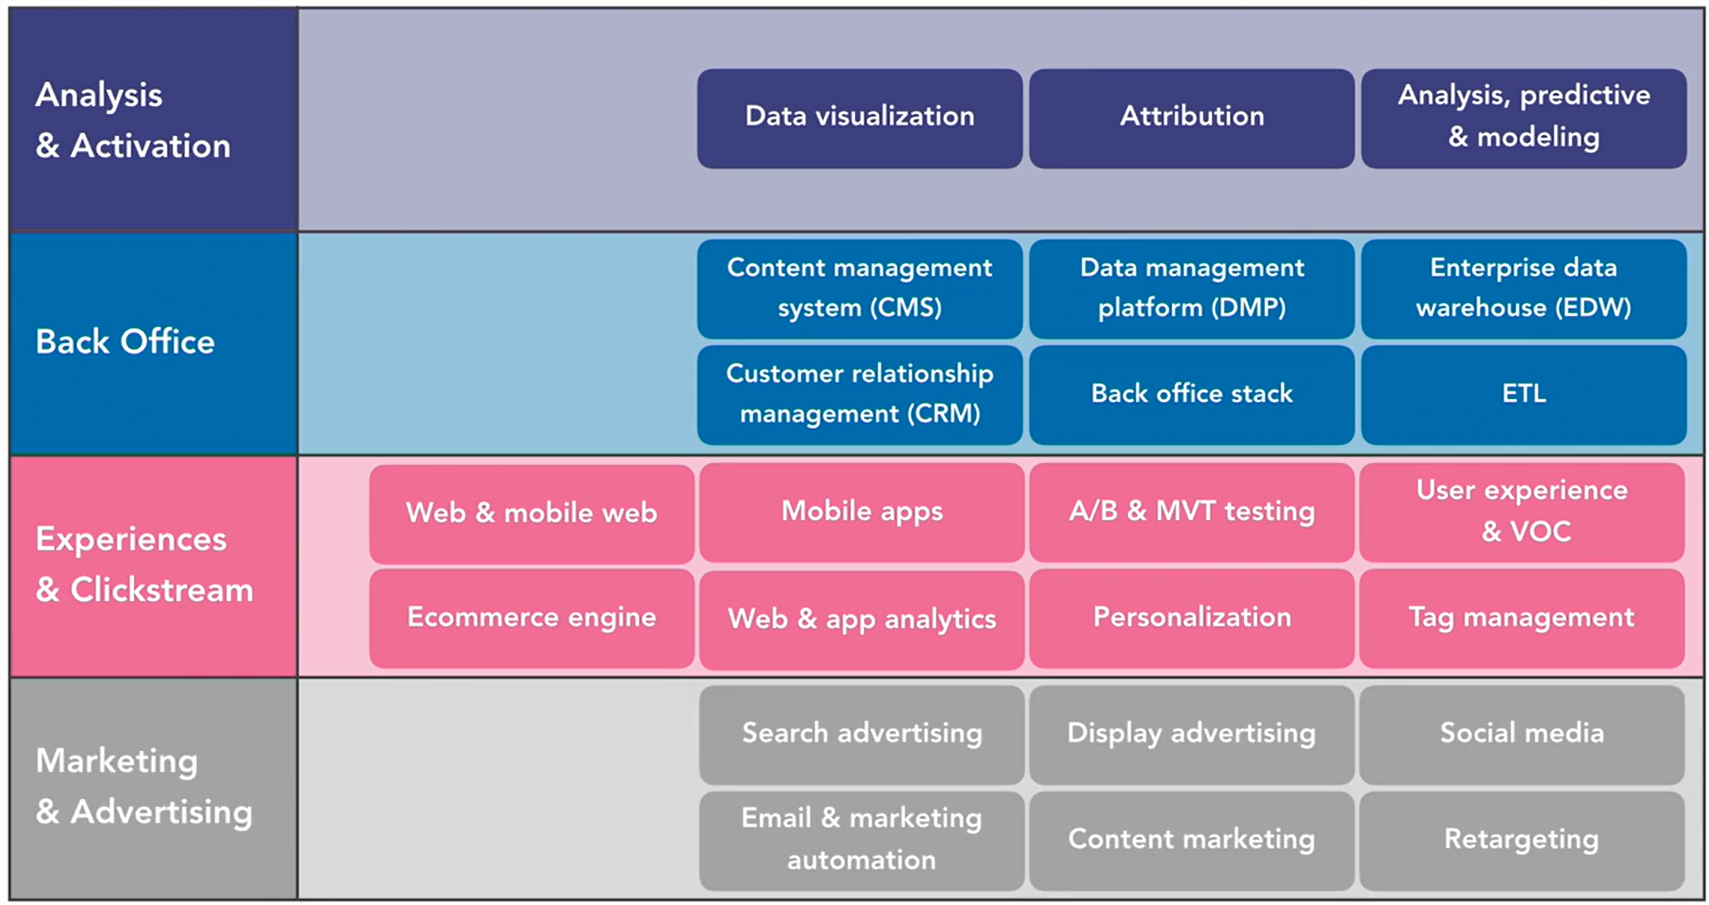 Analysis
& Activation
Data visualization
Attribution
Analysis, predictive
& modeling
Back Office
Content management
system (CMS)
Data management
platform (DMP)
Enterprise data
warehouse (EDW)
Customer relationship
management (CRM)
Back office stack
ETL
Experiences
& Clickstream
Web & mobile web
Mobile apps
A/B & MVT testing
User experience
& VOC
Ecommerce engine
Web & app analytics
Personalization
Tag management
Marketing
& Advertising
Search advertising
Display advertising
Social media
Email & marketing
automation
Content marketing
Retargeting